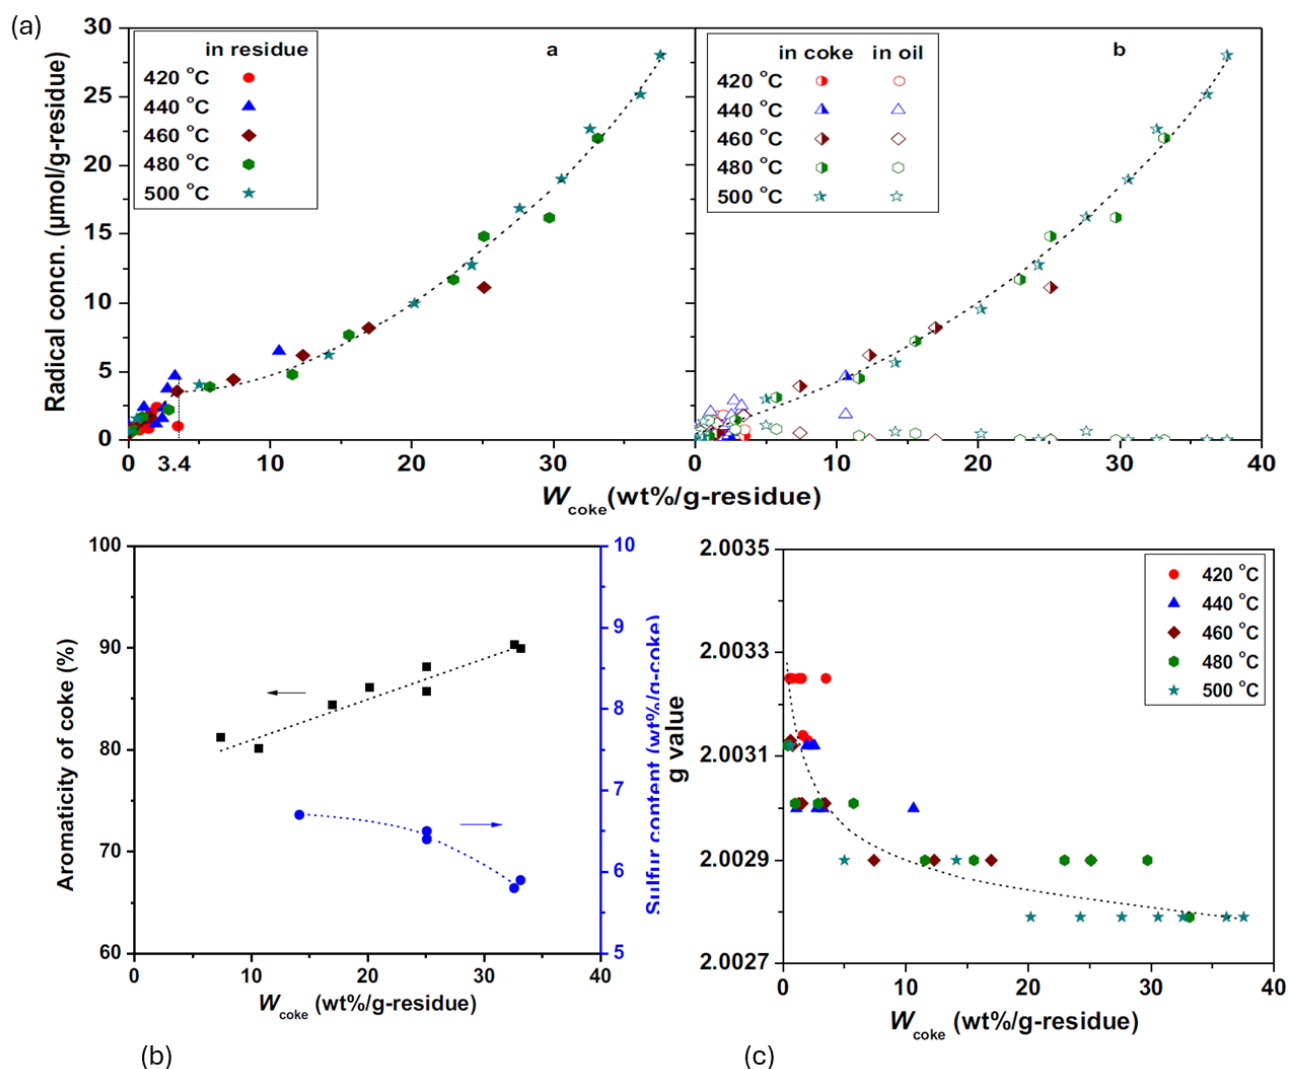 (a)
30
25
20
15
10
5
0
Radical concn. (µmol/g-residue)
in residue
420 °C
440 °C
460 °C
480 °C
500 °C
a
in coke in oil
420 °C
440 °C
460 °C
480 °C
500 °C
b
0 3.4 10 20 30 0 10 20 30 40
Wcoke(wt%/g-residue)
100
90
80
70
60
Aromaticity of coke (%)
10
9
8
7
6
5
Sulfur content (wt%/g-coke)
0 10 20 30 40
Wcoke (wt%/g-residue)
(b)
2.0035
2.0033
2.0031
2.0029
2.0027
g value
420 °C
440 °C
460 °C
480 °C
500 °C
0 10 20 30 40
Wcoke (wt%/g-residue)
(c)